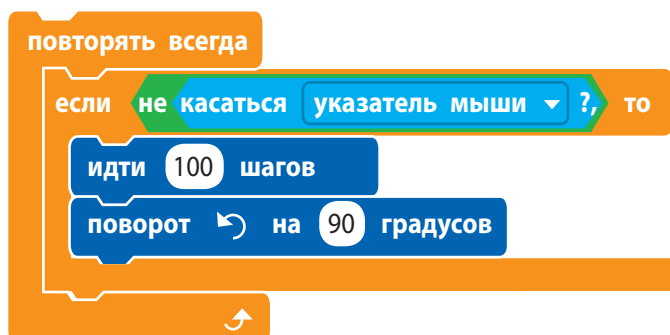 повторять всегда
если не касаться указатель мыши ?, то
идти 100 шагов
поворот на 90 градусов